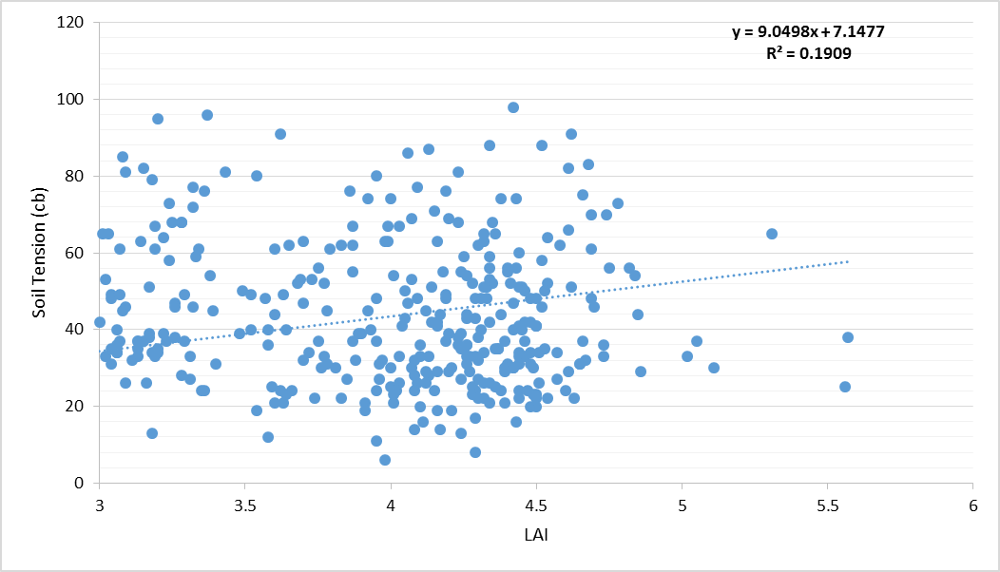 y = 9.0498x + 7.1477
R² = 0.1909
120
100
80
60
40
20
0
Soil Tension (cb)
3 3.5 4 4.5 5 5.5 6
LAI